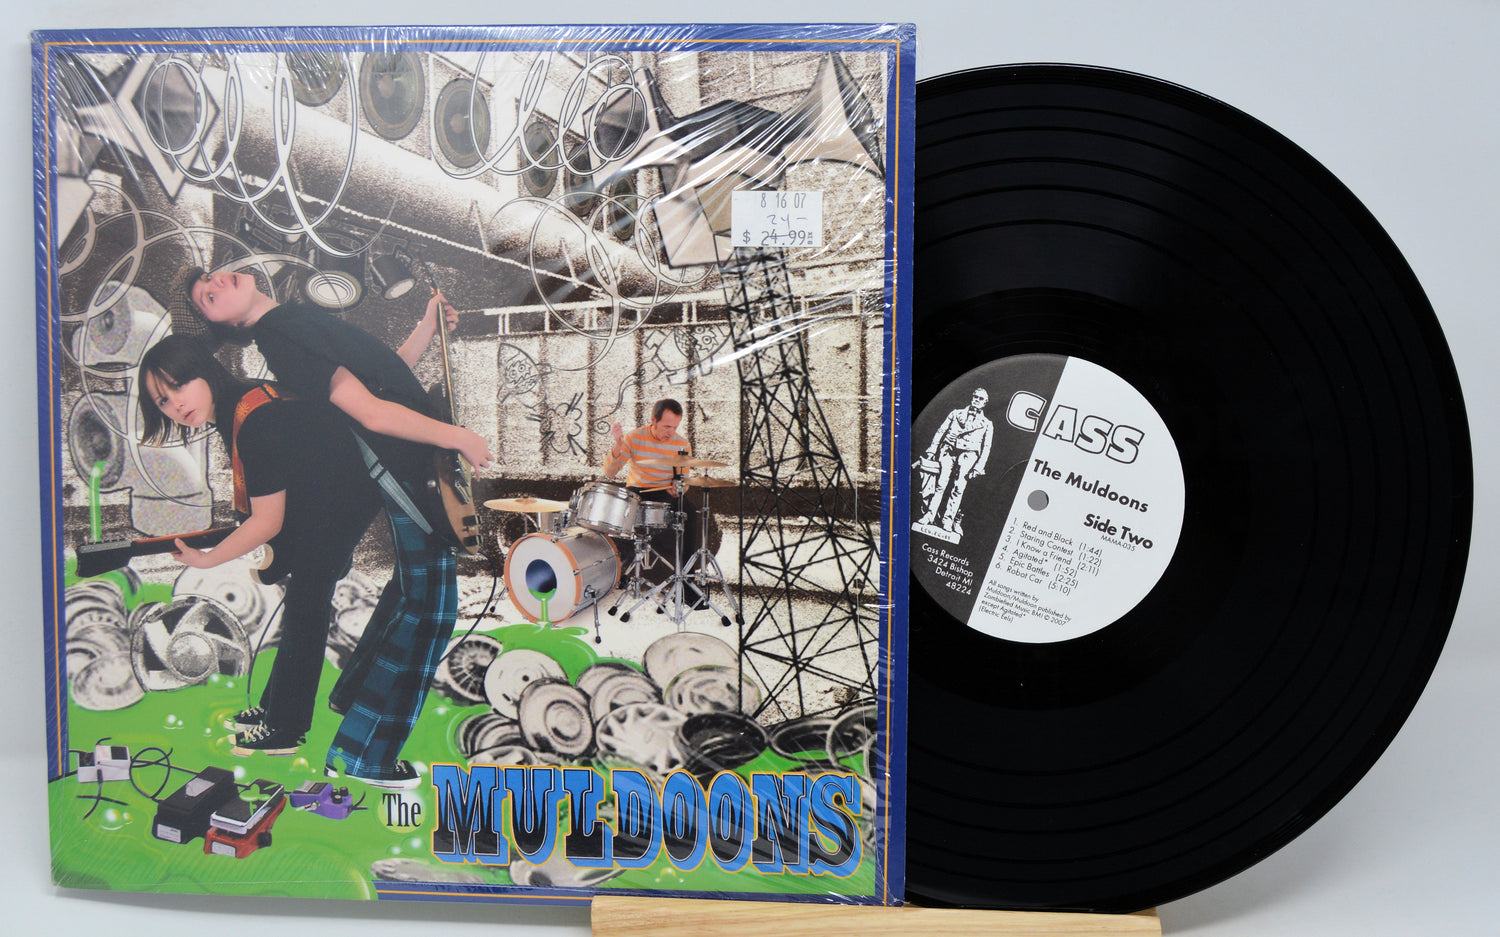 8 16 07
24-
$ 24.99
The MULDOONS
CASS
The Muldoons
Side Two
MAMA-035
1. Red and Black (1:44)
2. Staring Contest (1:22)
3. I Know a Friend (2:11)
4. Agitated* (1:52)
5. Epic Battles (2:25)
6. Robot Car (5:10)
All songs written by
Muldoon/Muldoon published by
Zombiefied Music BMI © 2007
except Agitated*
(Electric Eels)
Cass Records
3424 Bishop
Detroit MI
48224